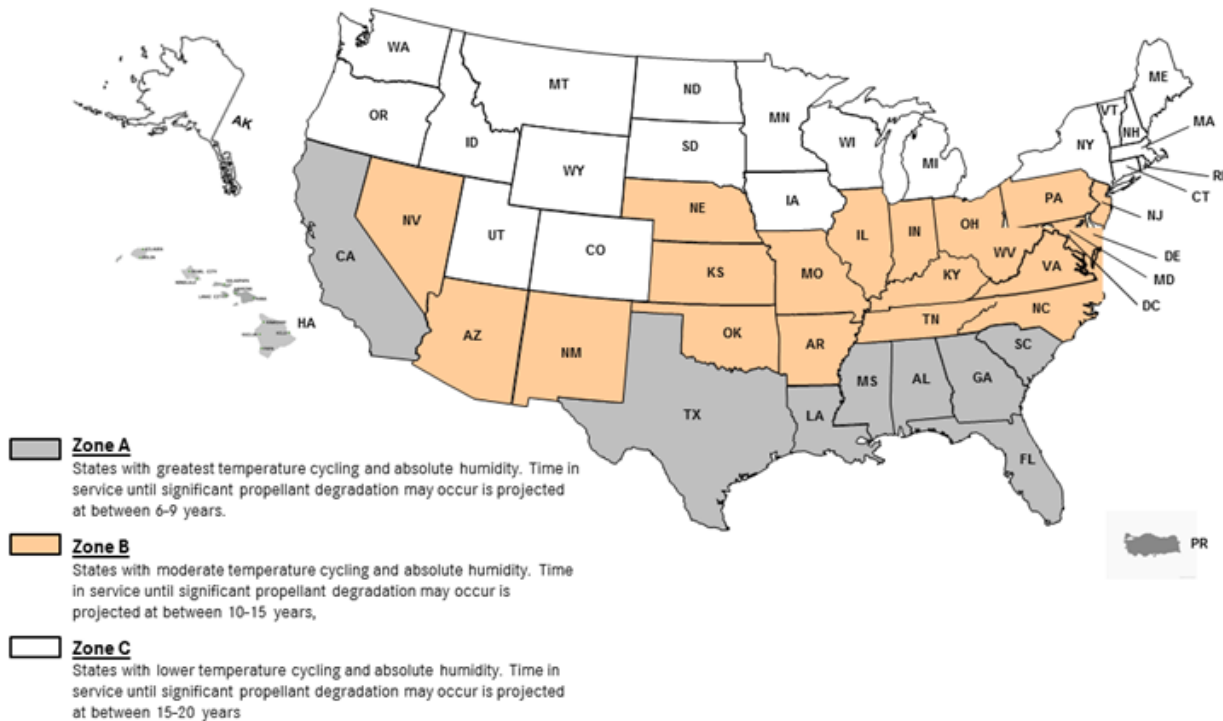 WA
MT
ND
MN
ME
VT
NH
MA
AK
OR
ID
SD
WI
MI
NY
RI
CT
WY
IA
NE
PA
NJ
NV
UT
CO
IL
IN
OH
DE
CA
KS
MO
WV
VA
MD
KY
DC
HA
AZ
NM
OK
AR
TN
NC
SC
TX
LA
MS
AL
GA
FL
PR
Zone A
States with greatest temperature cycling and absolute humidity. Time in
service until significant propellant degradation may occur is projected
at between 6-9 years.
Zone B
States with moderate temperature cycling and absolute humidity. Time
in service until significant propellant degradation may occur is
projected at between 10-15 years,
Zone C
States with lower temperature cycling and absolute humidity. Time in
service until significant propellant degradation may occur is projected
at between 15-20 years